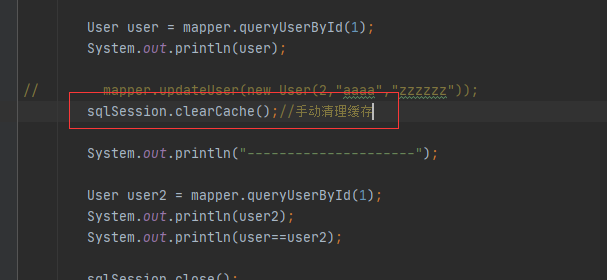 User user = mapper.queryUserById(1);
System.out.println(user);
// mapper.updateUser(new User(2,"aaaa","zzzzzz"));
sqlSession.clearCache();//手动清理缓存
System.out.println("--------------------");
User user2 = mapper.queryUserById(1);
System.out.println(user2);
System.out.println(user==user2);
sqlSession.close();